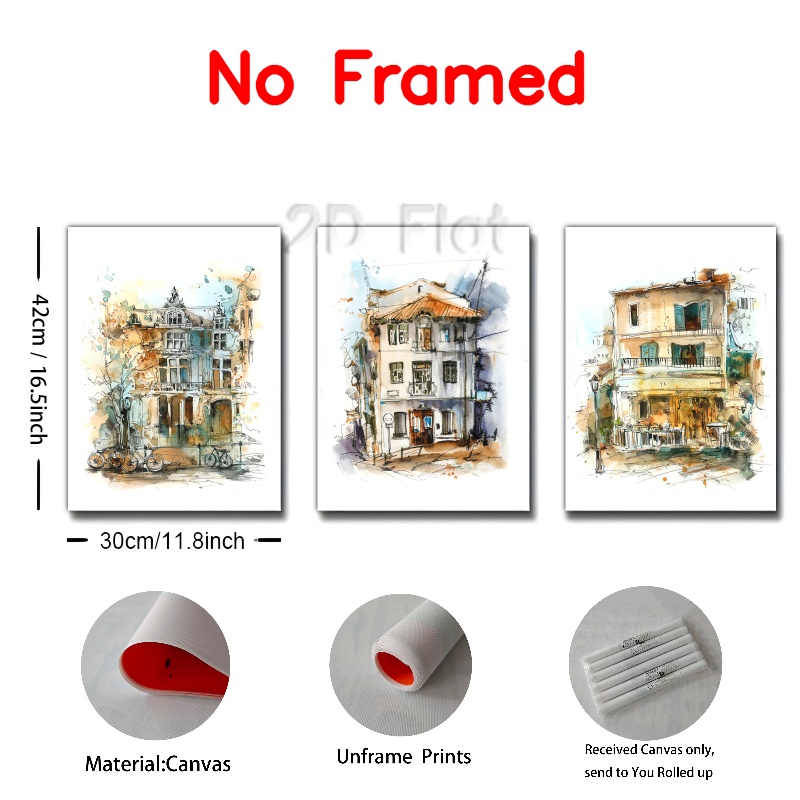 No Framed
2D Flat
42cm / 16.5inch
30cm/11.8inch
Material:Canvas
Unframe Prints
Received Canvas only,
send to You Rolled up